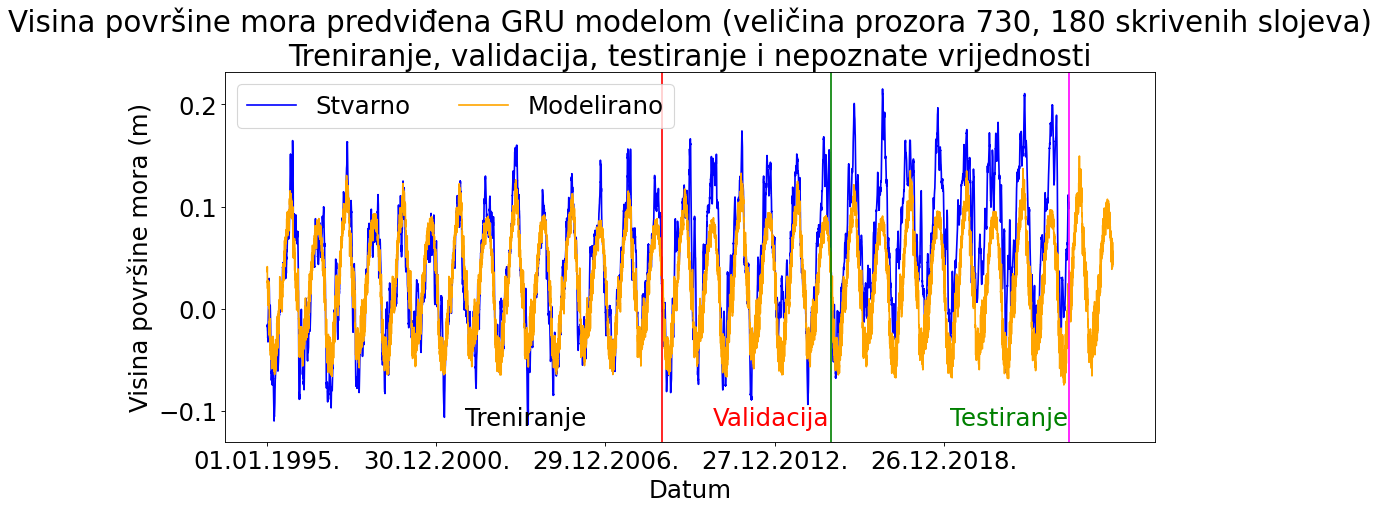 Visina površine mora predviđena GRU modelom (veličina prozora 730, 180 skrivenih slojeva)
Treniranje, validacija, testiranje i nepoznate vrijednosti
Stvarno
Modelirano
Visina površine mora (m)
0.2
0.1
0.0
−0.1
Treniranje
Validacija
Testiranje
01.01.1995.
30.12.2000.
29.12.2006.
27.12.2012.
26.12.2018.
Datum